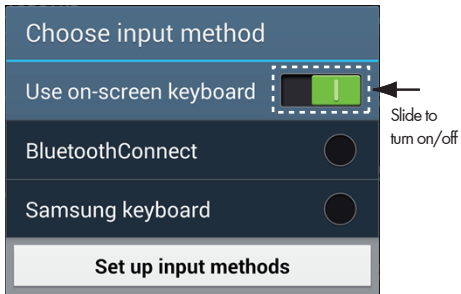 Choose input method
Use on-screen keyboard
Slide to
turn on/off
BluetoothConnect
Samsung keyboard
Set up input methods